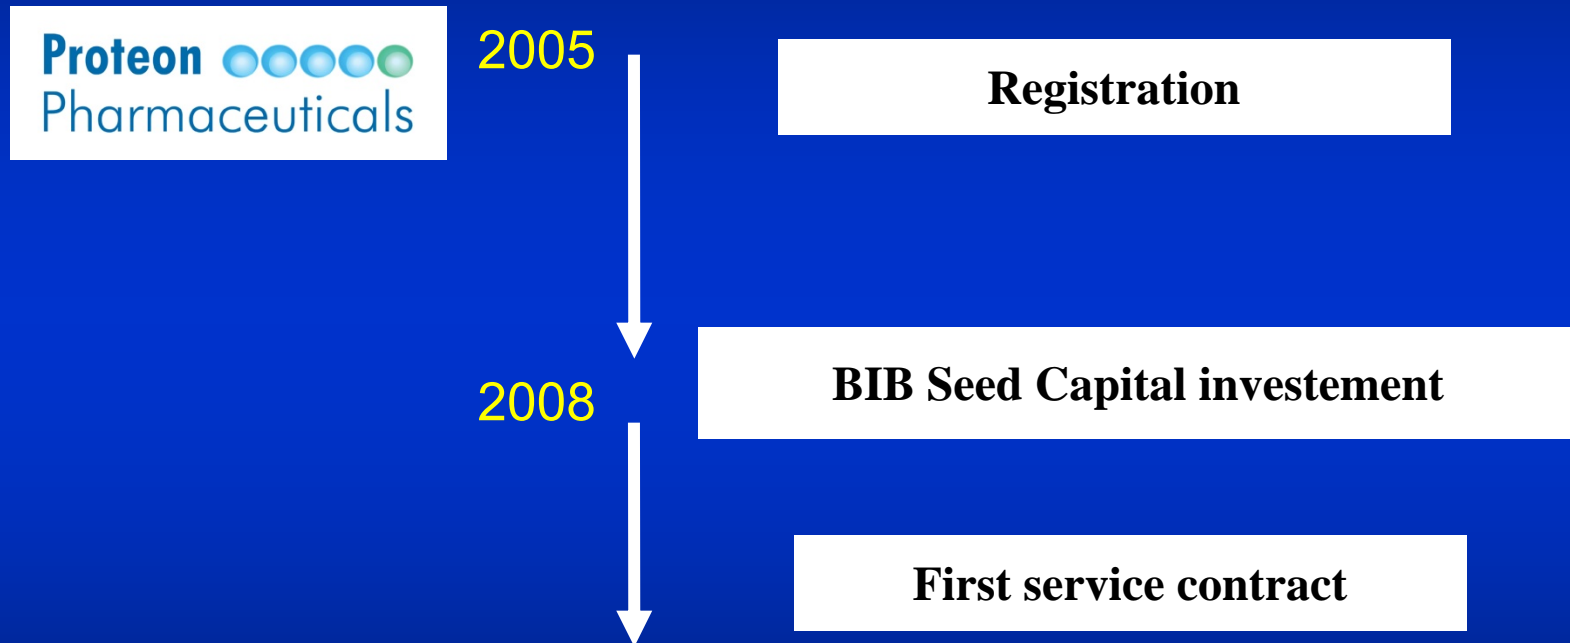 Proteon
Pharmaceuticals
2005
Registration
BIB Seed Capital investement
2008
First service contract